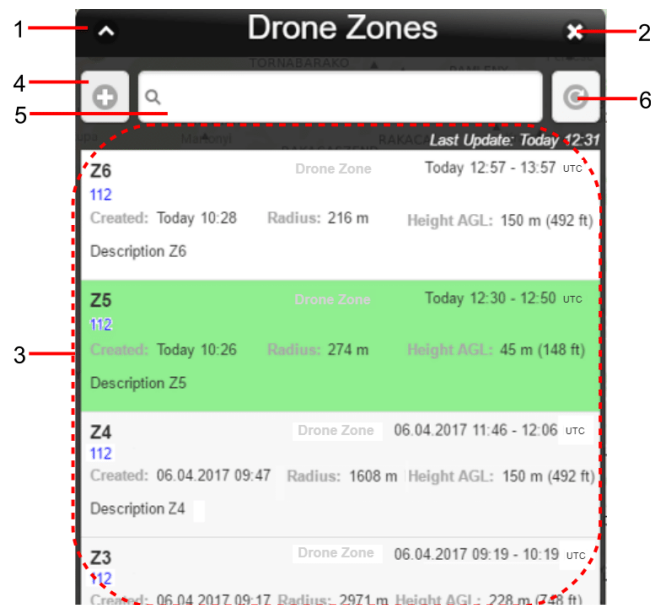 1
Drone Zones
2
TORNABARAKO
4
5
6
Last Update: Today 12:31
Z6 Drone Zone Today 12:57 - 13:57 UTC
112
Created: Today 10:28 Radius: 216 m Height AGL: 150 m (492 ft)
Description Z6
Z5 Drone Zone Today 12:30 - 12:50 UTC
112
3
Created: Today 10:26 Radius: 274 m Height AGL: 45 m (148 ft)
Description Z5
Z4 Drone Zone 06.04.2017 11:46 - 12:06 UTC
112
Created: 06.04.2017 09:47 Radius: 1608 m Height AGL: 150 m (492 ft)
Description Z4
Z3 Drone Zone 06.04.2017 09:19 - 10:19 UTC
112
Created: 06.04.2017 09:17 Radius: 2971 m Height AGL: 228 m (748 ft)